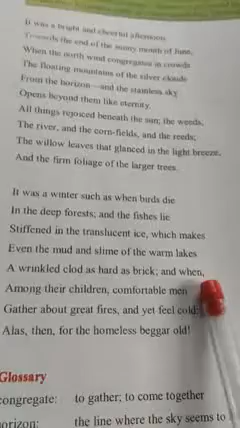 It was a bright and cheerful afternoon
Towards the end of the sunny month of June,
When the north wind congregates in crowds
The floating mountains of the silver clouds
From the horizon—and the stainless sky
Opens beyond them like eternity.
All things rejoiced beneath the sun; the weeds,
The river, and the corn-fields, and the reeds;
The willow leaves that glanced in the light breeze,
And the firm foliage of the larger trees.
It was a winter such as when birds die
In the deep forests; and the fishes lie
Stiffened in the translucent ice, which makes
Even the mud and slime of the warm lakes
A wrinkled clod as hard as brick; and when,
Among their children, comfortable men
Gather about great fires, and yet feel cold:
Alas, then, for the homeless beggar old!
Glossary
congregate: to gather; to come together
horizon: the line where the sky seems to